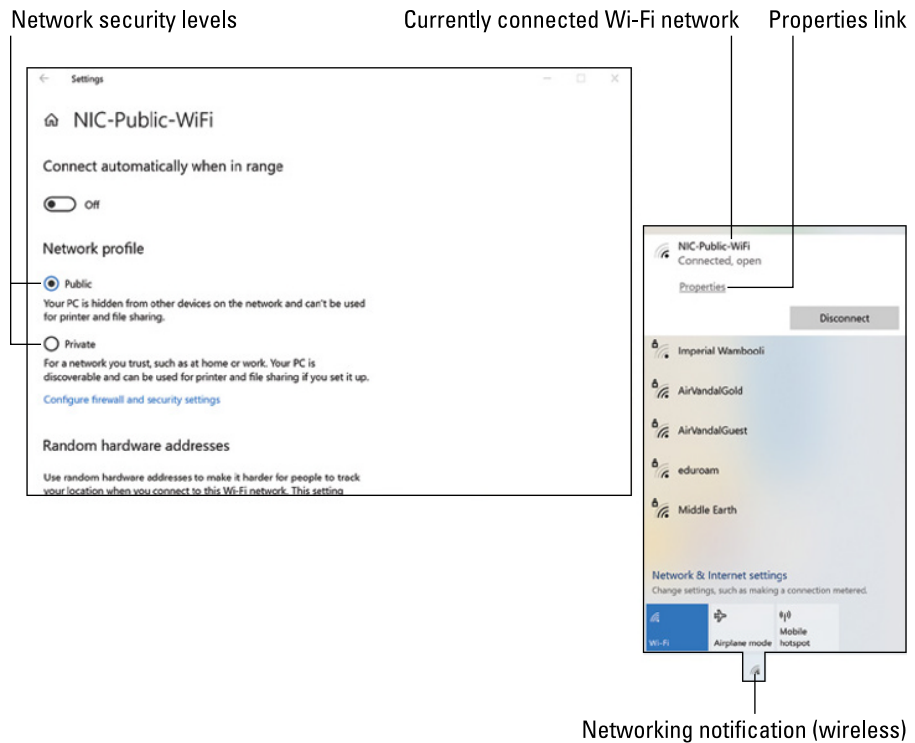 Network security levels
Currently connected Wi-Fi network
Properties link
Settings
NIC-Public-WiFi
Connect automatically when in range
Off
Network profile
Public
Your PC is hidden from other devices on the network and can't be used
for printer and file sharing.
Private
For a network you trust, such as at home or work. Your PC is
discoverable and can be used for printer and file sharing if you set it up.
Configure firewall and security settings
Random hardware addresses
Use random hardware addresses to make it harder for people to track
your location when you connect to this Wi-Fi network. This setting
NIC-Public-WiFi
Connected, open
Properties
Disconnect
Imperial Wambooli
AirVandalGold
AirVandalGuest
eduroam
Middle Earth
Network & Internet settings
Change settings, such as making a connection metered.
Wi-Fi
Airplane mode
Mobile
hotspot
Networking notification (wireless)